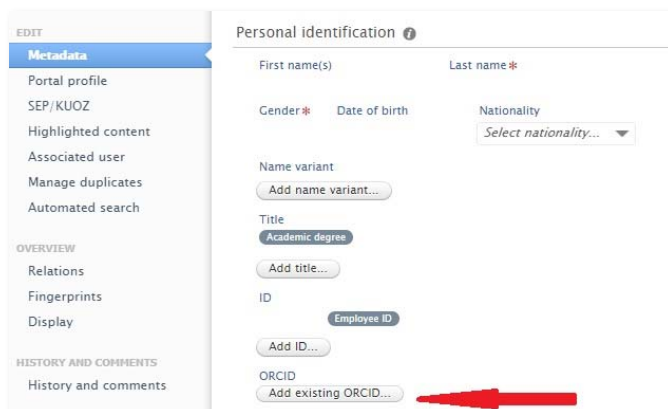 EDIT
Metadata
Portal profile
SEP/KUOZ
Highlighted content
Associated user
Manage duplicates
Automated search
OVERVIEW
Relations
Fingerprints
Display
HISTORY AND COMMENTS
History and comments
Personal identification
First name(s) Last name *
Gender * Date of birth Nationality
Select nationality...
Name variant
Add name variant...
Title
Academic degree
Add title...
ID
Employee ID
Add ID...
ORCID
Add existing ORCID...